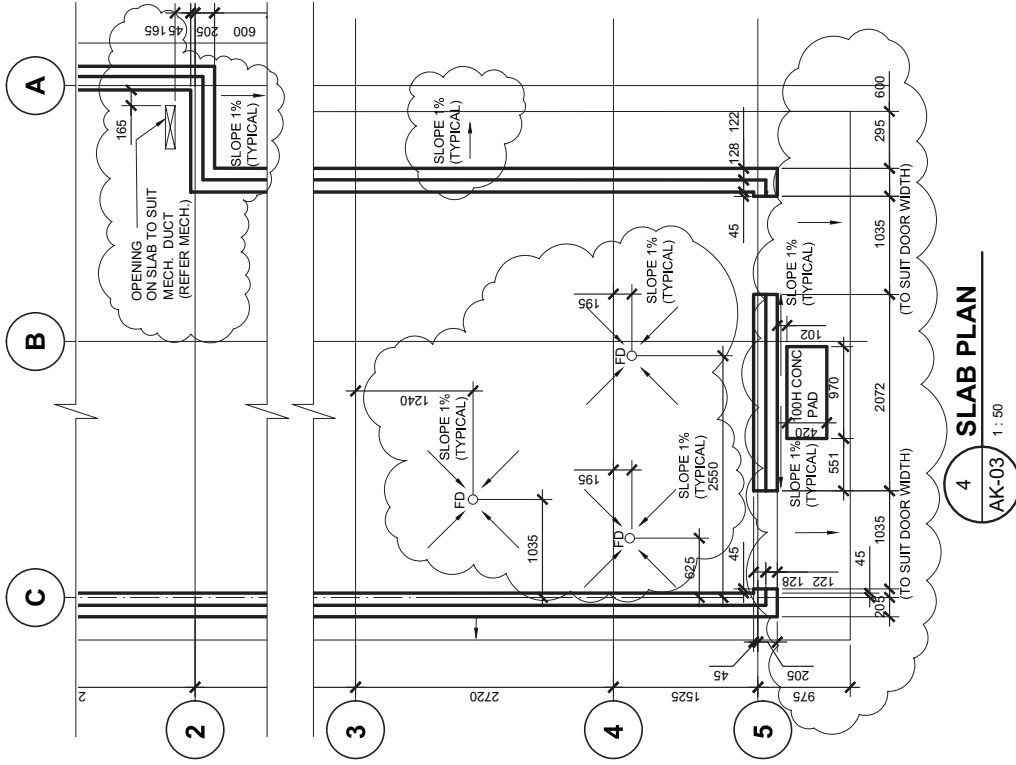 A
B
C
45
165
205
600
165
OPENING
ON SLAB TO SUIT
MECH. DUCT
(REFER MECH.)
SLOPE 1%
(TYPICAL)
2
2
SLOPE 1%
(TYPICAL)
128 122
45
3
1240
SLOPE 1%
(TYPICAL)
FD
1035
2720
195
SLOPE 1%
(TYPICAL)
FD
195
SLOPE 1%
(TYPICAL)
2550
FD
625
4
1525
45
5
45
205
975
122 128
SLOPE 1%
(TYPICAL)
SLOPE 1%
(TYPICAL)
102
100H CONC
PAD
420
551
970
205
45
1035
2072
1035
295
600
(TO SUIT DOOR WIDTH)
(TO SUIT DOOR WIDTH)
4
AK-03
SLAB PLAN
1 : 50